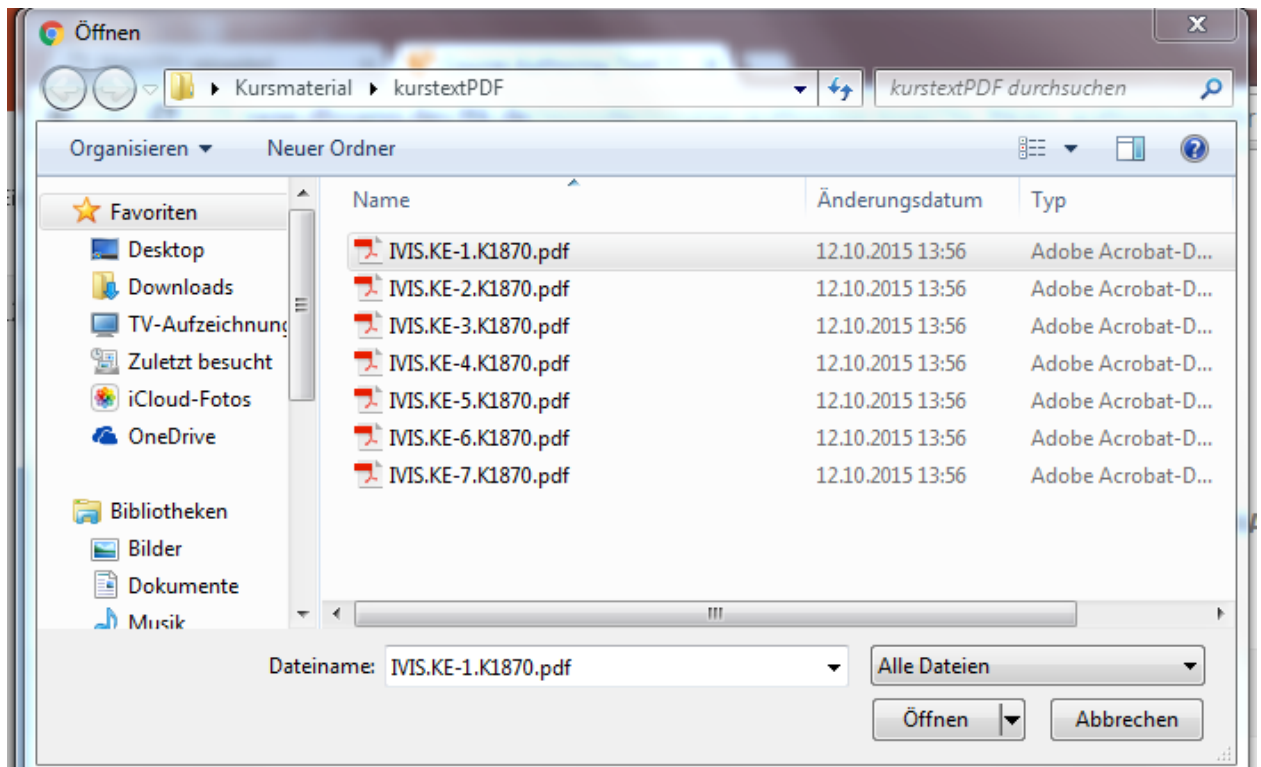 Öffnen
Kursmaterial kurstextPDF kurstextPDF durchsuchen
Organisieren Neuer Ordner
Name Änderungsdatum Typ
Favoriten
Desktop
Downloads
TV-Aufzeichnung
Zuletzt besucht
iCloud-Fotos
OneDrive
Bibliotheken
Bilder
Dokumente
Musik
IVIS.KE-1.K1870.pdf 12.10.2015 13:56 Adobe Acrobat-D...
IVIS.KE-2.K1870.pdf 12.10.2015 13:56 Adobe Acrobat-D...
IVIS.KE-3.K1870.pdf 12.10.2015 13:56 Adobe Acrobat-D...
IVIS.KE-4.K1870.pdf 12.10.2015 13:56 Adobe Acrobat-D...
IVIS.KE-5.K1870.pdf 12.10.2015 13:56 Adobe Acrobat-D...
IVIS.KE-6.K1870.pdf 12.10.2015 13:56 Adobe Acrobat-D...
IVIS.KE-7.K1870.pdf 12.10.2015 13:56 Adobe Acrobat-D...
Dateiname: IVIS.KE-1.K1870.pdf Alle Dateien
Öffnen Abbrechen